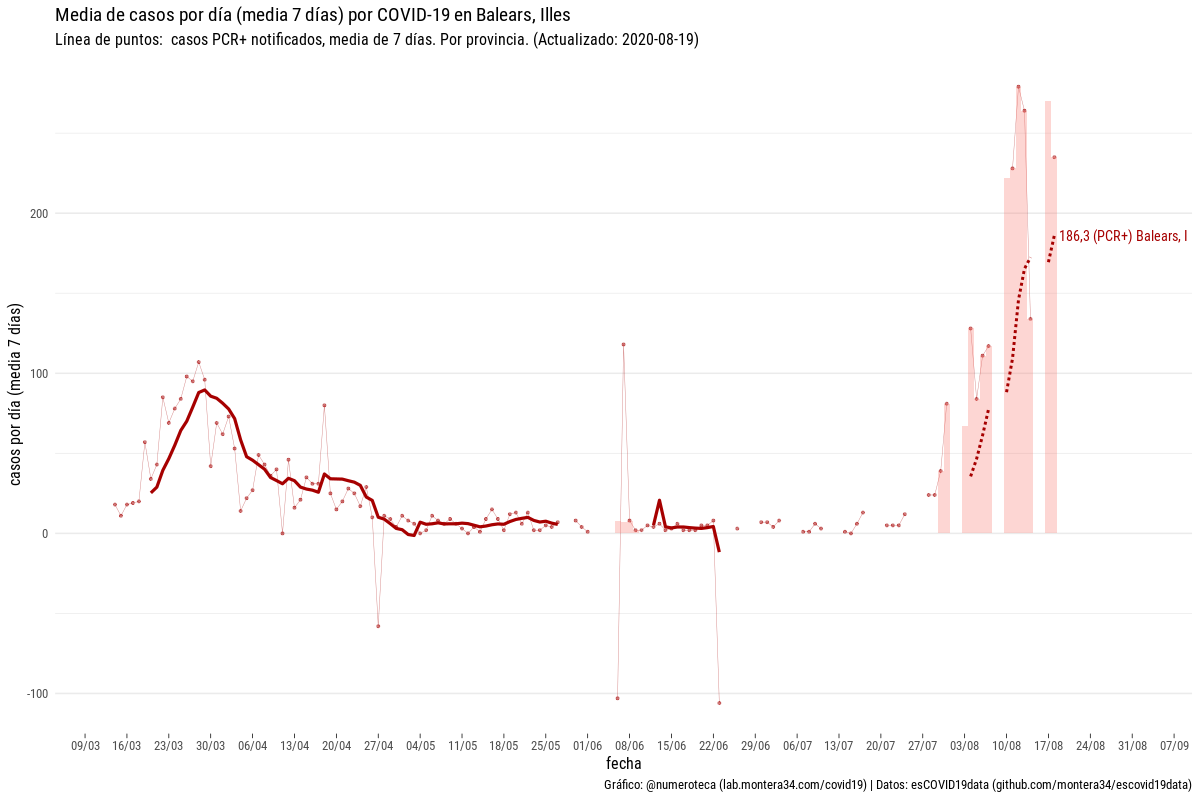 Media de casos por día (media 7 días) por COVID-19 en Balears, Illes
Línea de puntos:  casos PCR+ notificados, media de 7 días. Por provincia. (Actualizado: 2020-08-19)
casos por día (media 7 días)
200
100
0
-100
186,3 (PCR+) Balears, I
09/03 16/03 23/03 30/03 06/04 13/04 20/04 27/04 04/05 11/05 18/05 25/05 01/06 08/06 15/06 22/06 29/06 06/07 13/07 20/07 27/07 03/08 10/08 17/08 24/08 31/08 07/09
fecha
Gráfico: @numeroteca (lab.montera34.com/covid19) | Datos: esCOVID19data (github.com/montera34/escovid19data)